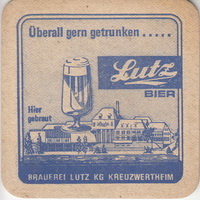 Überall gern getrunken.....
Lutz
BIER
Hier
gebraut
BRAUEREI LUTZ KG KREUZWERTHEIM